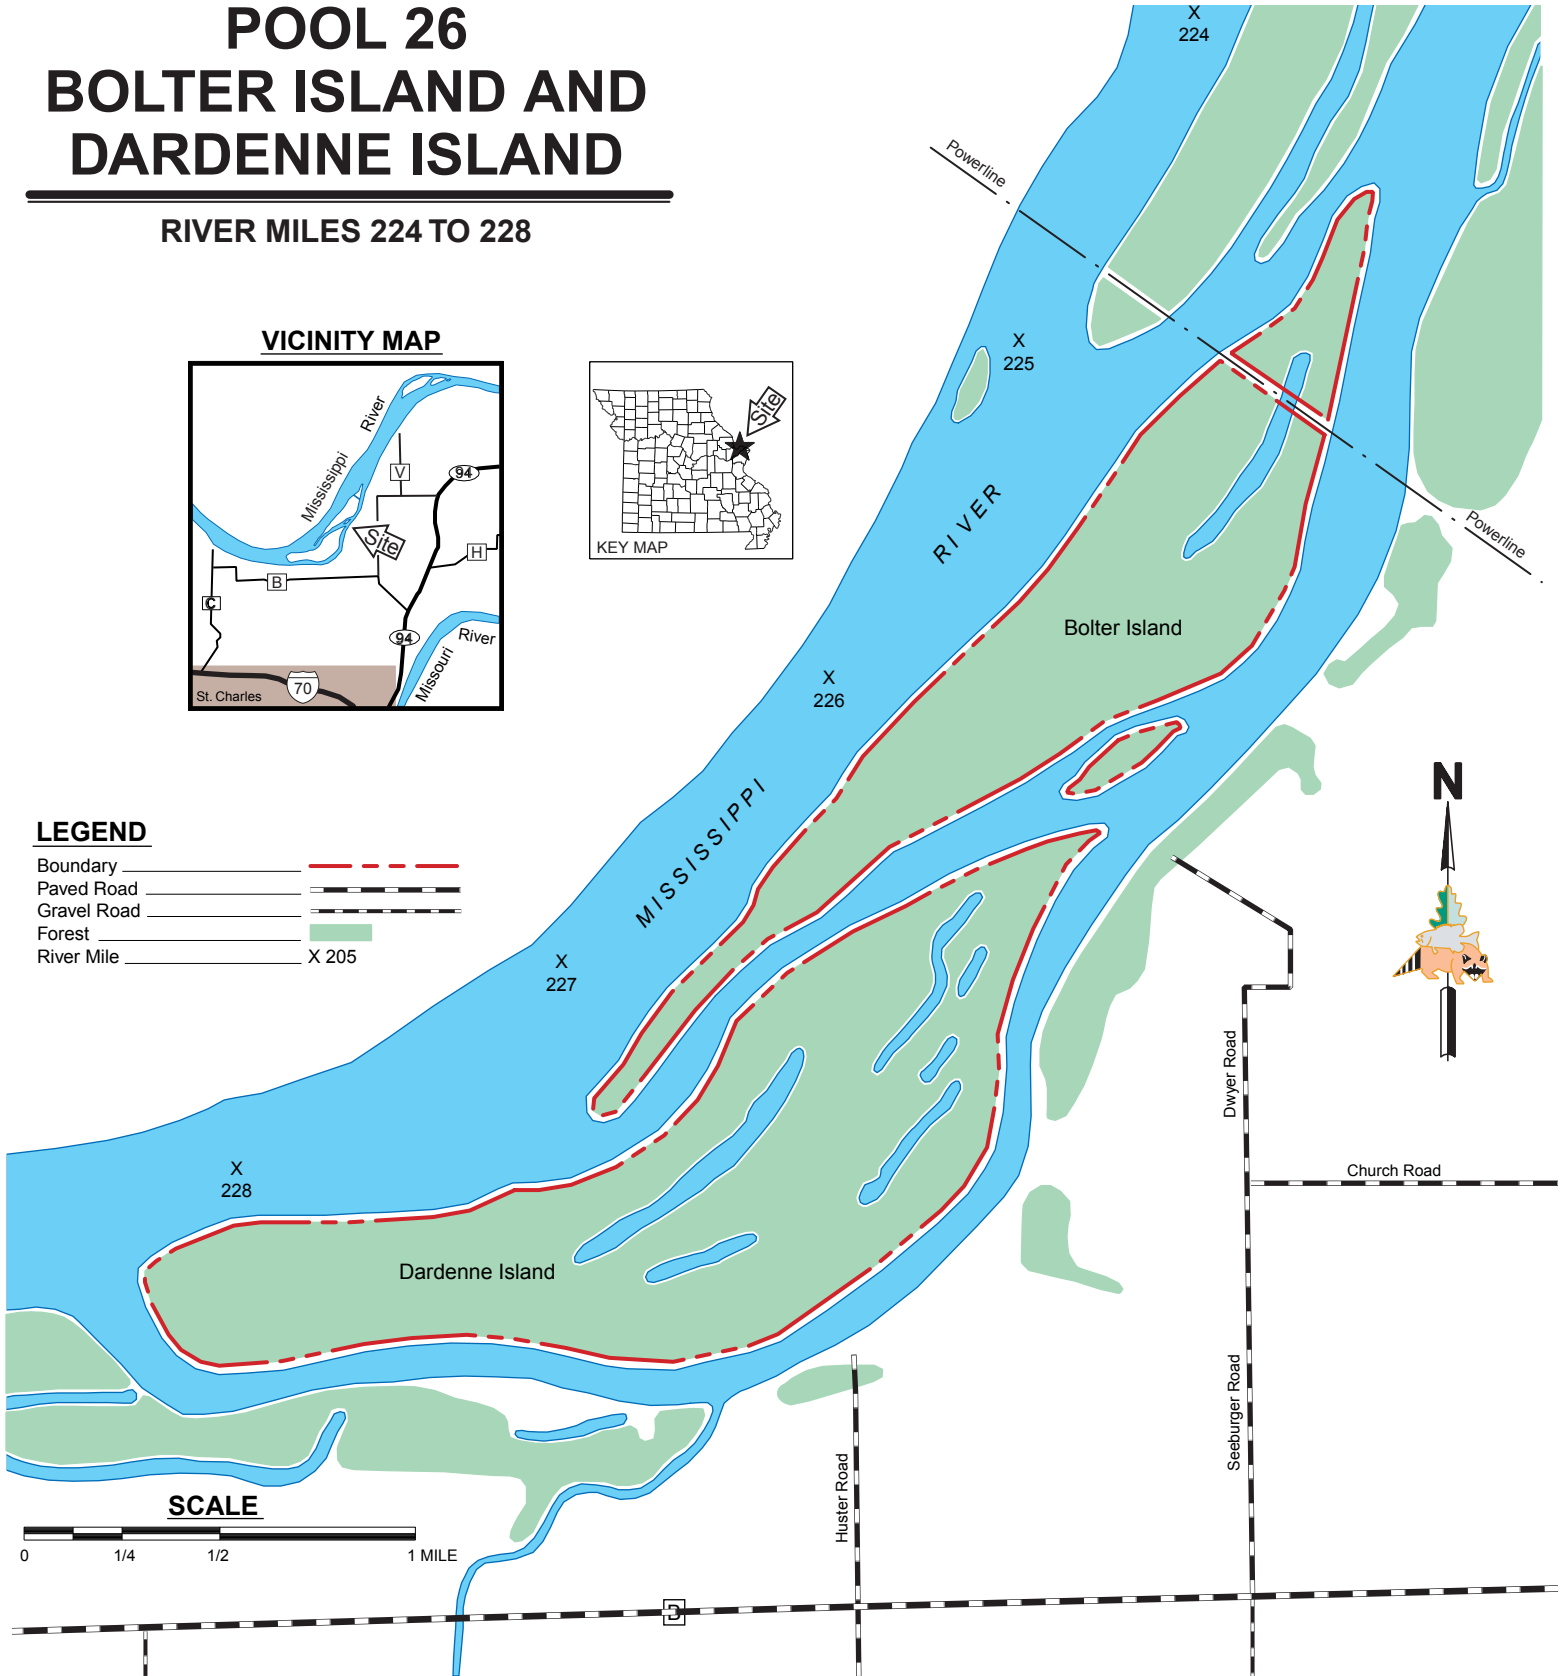 POOL 26
BOLTER ISLAND AND
DARDENNE ISLAND
RIVER MILES 224 TO 228
X
224
Powerline
X
225
VICINITY MAP
River
Mississippi
V
94
Site
H
B
C
94
River
Missouri
70
St. Charles
Site
KEY MAP
RIVER
Powerline
Bolter Island
X
226
MISSISSIPPI
N
LEGEND
Boundary
Paved Road
Gravel Road
Forest
River Mile X 205
X
227
Dwyer Road
Church Road
X
228
Dardenne Island
Seeburger Road
Huster Road
SCALE
0 1/4 1/2 1 MILE
D